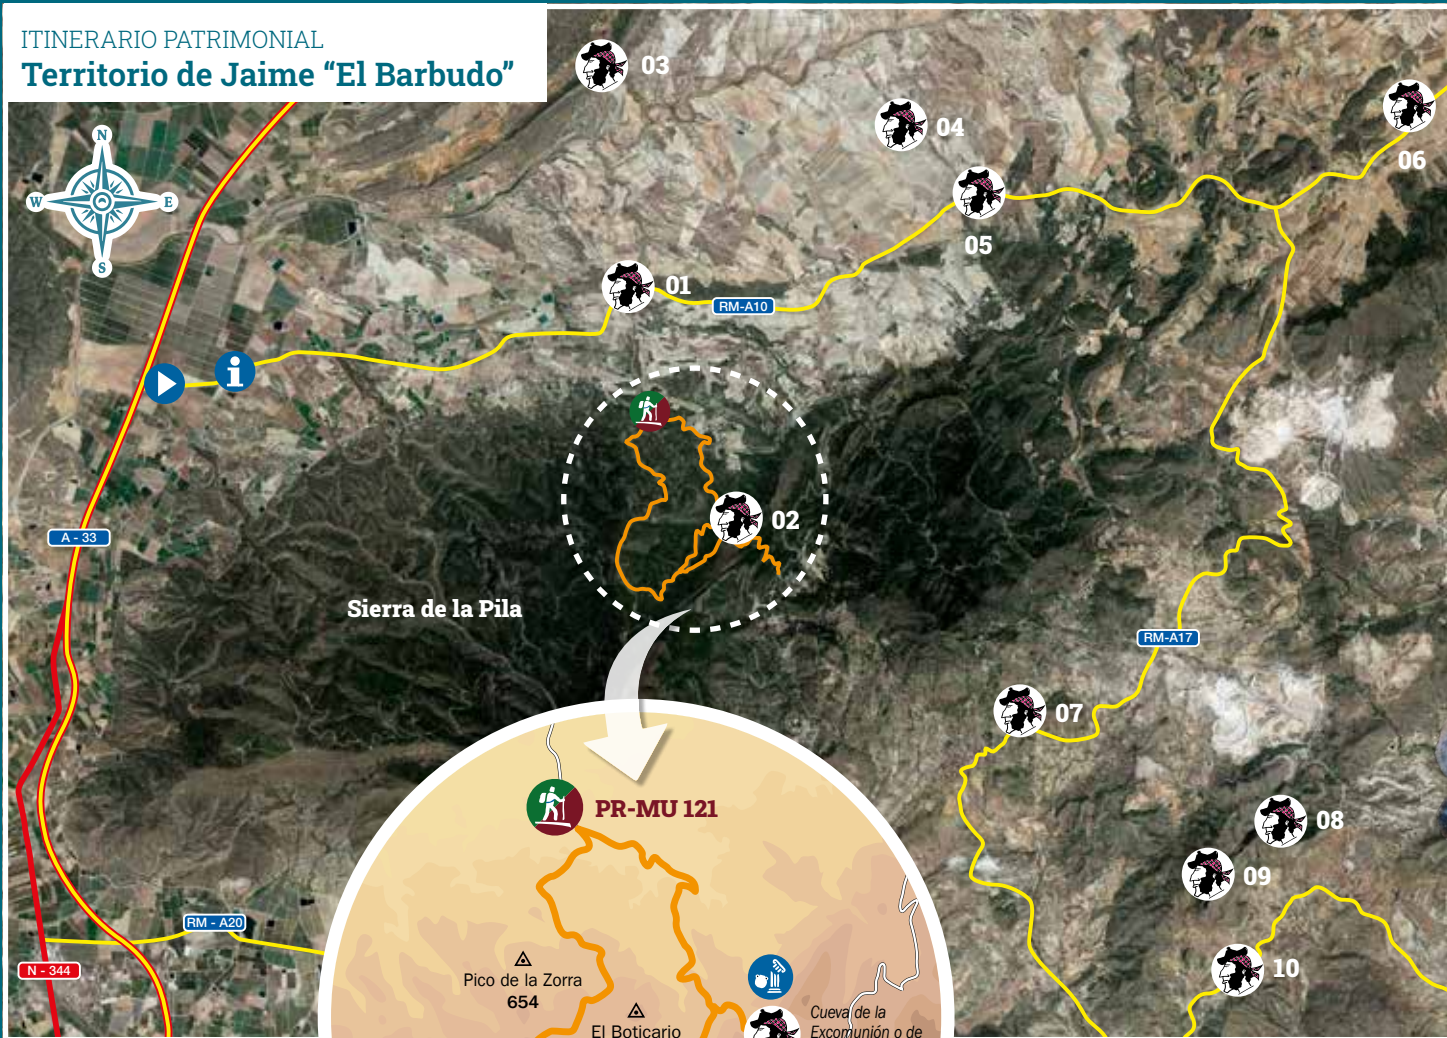 ITINERARIO PATRIMONIAL
Territorio de Jaime “El Barbudo”
N
W
E
S
03
04
06
05
01
RM-A10
i
02
A - 33
Sierra de la Pila
RM-A17
07
PR-MU 121
08
09
RM - A20
N - 344
10
Pico de la Zorra
654
El Boticario
Cueva de la
Excomunión o de